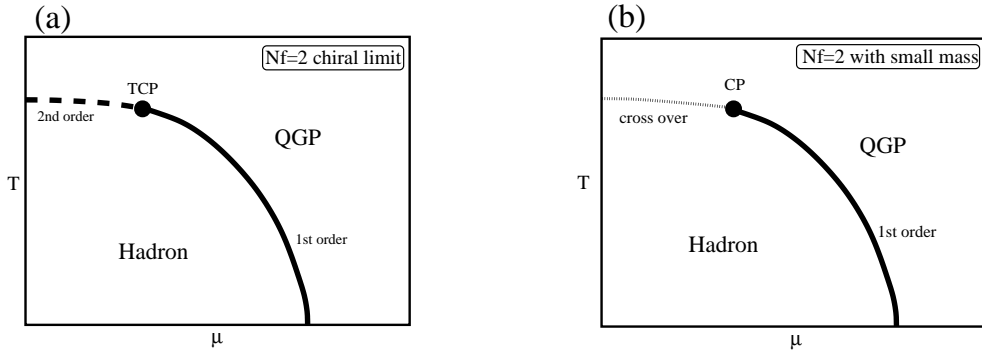 (a)
Nf=2 chiral limit
TCP
2nd order
QGP
T
Hadron
1st order
μ
(b)
Nf=2 with small mass
CP
cross over
QGP
T
Hadron
1st order
μ